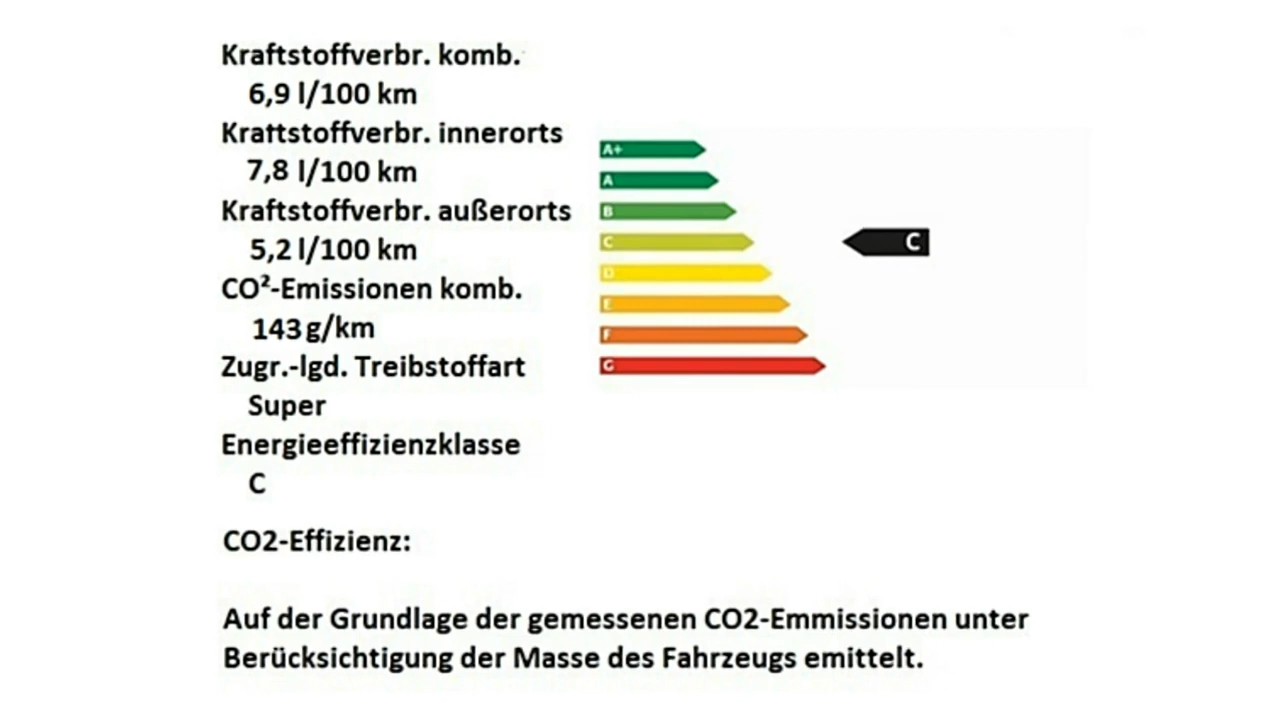 Kraftstoffverbr. komb.
6,9 l/100 km
Krattstoffverbr. innerorts
7,8 l/100 km
Kraftstoffverbr. außerorts
5,2 l/100 km
CO²-Emissionen komb.
143 g/km
Zugr.-lgd. Treibstoffart
Super
Energieeffizienzklasse
C
A+
A
B
C
D
E
F
G
C
CO2-Effizienz:
Auf der Grundlage der gemessenen CO2-Emmissionen unter
Berücksichtigung der Masse des Fahrzeugs emittelt.